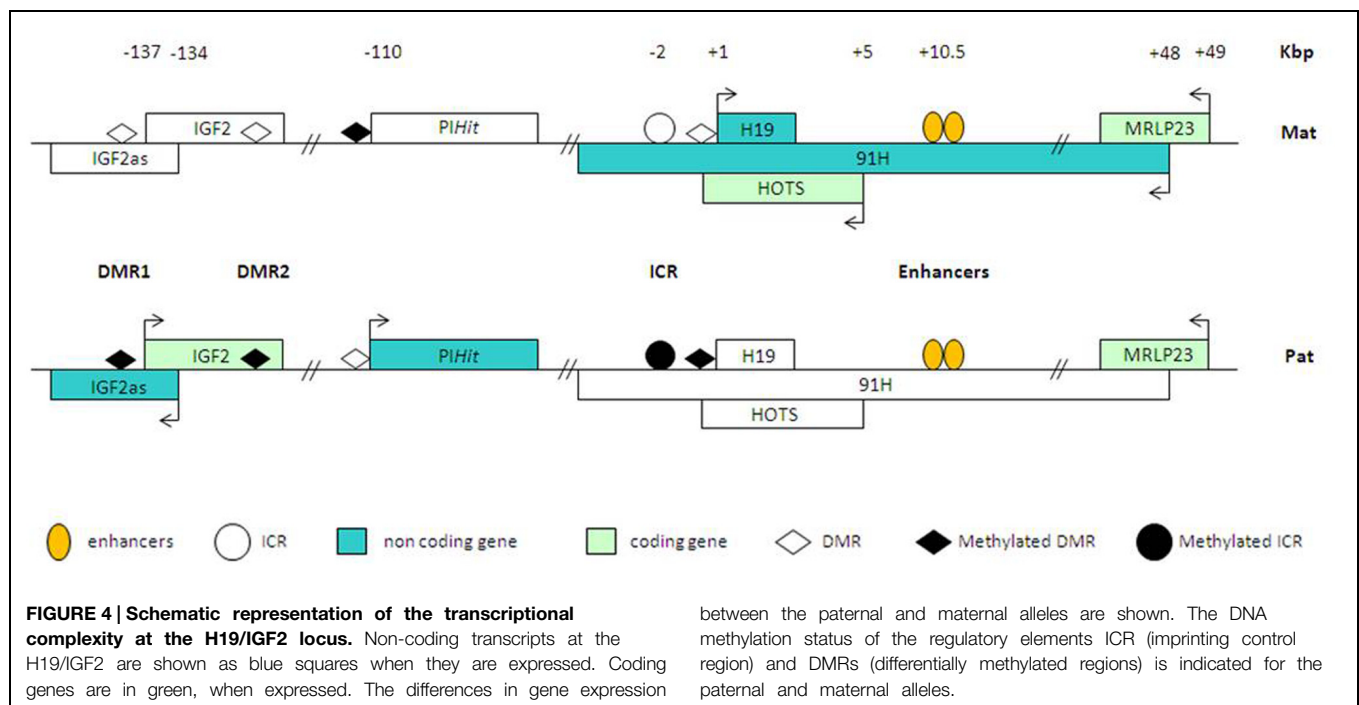 -137 -134 -110 -2 +1 +5 +10.5 +48 +49 Kbp
IGF2 PIHit H19 MRLP23 Mat
IGF2as 91H
HOTS
DMR1 DMR2 ICR Enhancers
IGF2 PIHit H19 MRLP23 Pat
IGF2as 91H
HOTS
enhancers ICR non coding gene coding gene DMR Methylated DMR Methylated ICR
FIGURE 4 | Schematic representation of the transcriptional
complexity at the H19/IGF2 locus. Non-coding transcripts at the
H19/IGF2 are shown as blue squares when they are expressed. Coding
genes are in green, when expressed. The differences in gene expression
between the paternal and maternal alleles are shown. The DNA
methylation status of the regulatory elements ICR (imprinting control
region) and DMRs (differentially methylated regions) is indicated for the
paternal and maternal alleles.